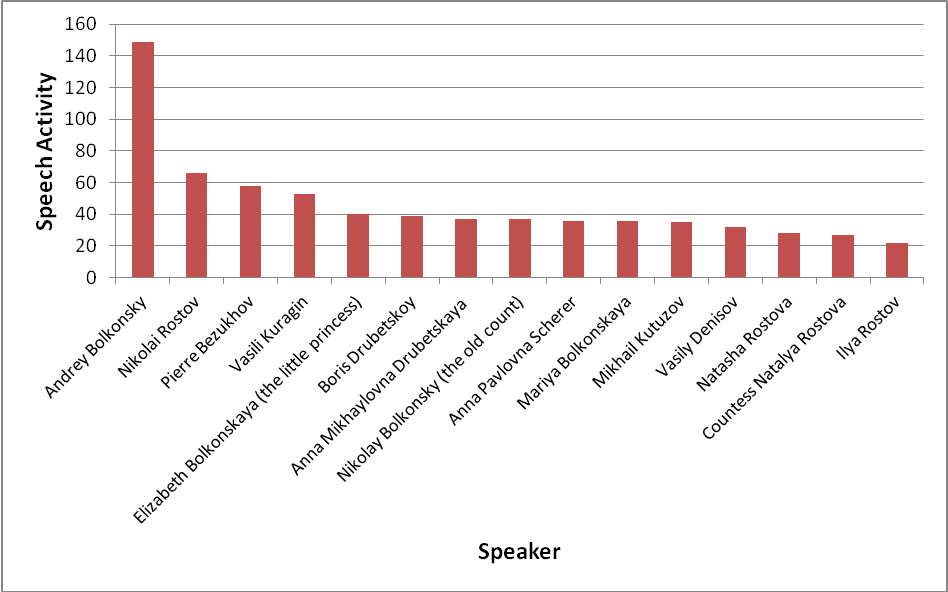 160
140
120
100
80
60
40
20
0
Speech Activity
Andrey Bolkonsky
Nikolai Rostov
Pierre Bezukhov
Vasili Kuragin
Elizabeth Bolkonskaya (the little princess)
Boris Drubetskoy
Anna Mikhaylovna Drubetskaya
Nikolay Bolkonsky (the old count)
Anna Pavlovna Scherer
Mariya Bolkonskaya
Mikhail Kutuzov
Vasily Denisov
Natasha Rostova
Countess Natalya Rostova
Ilya Rostov
Speaker